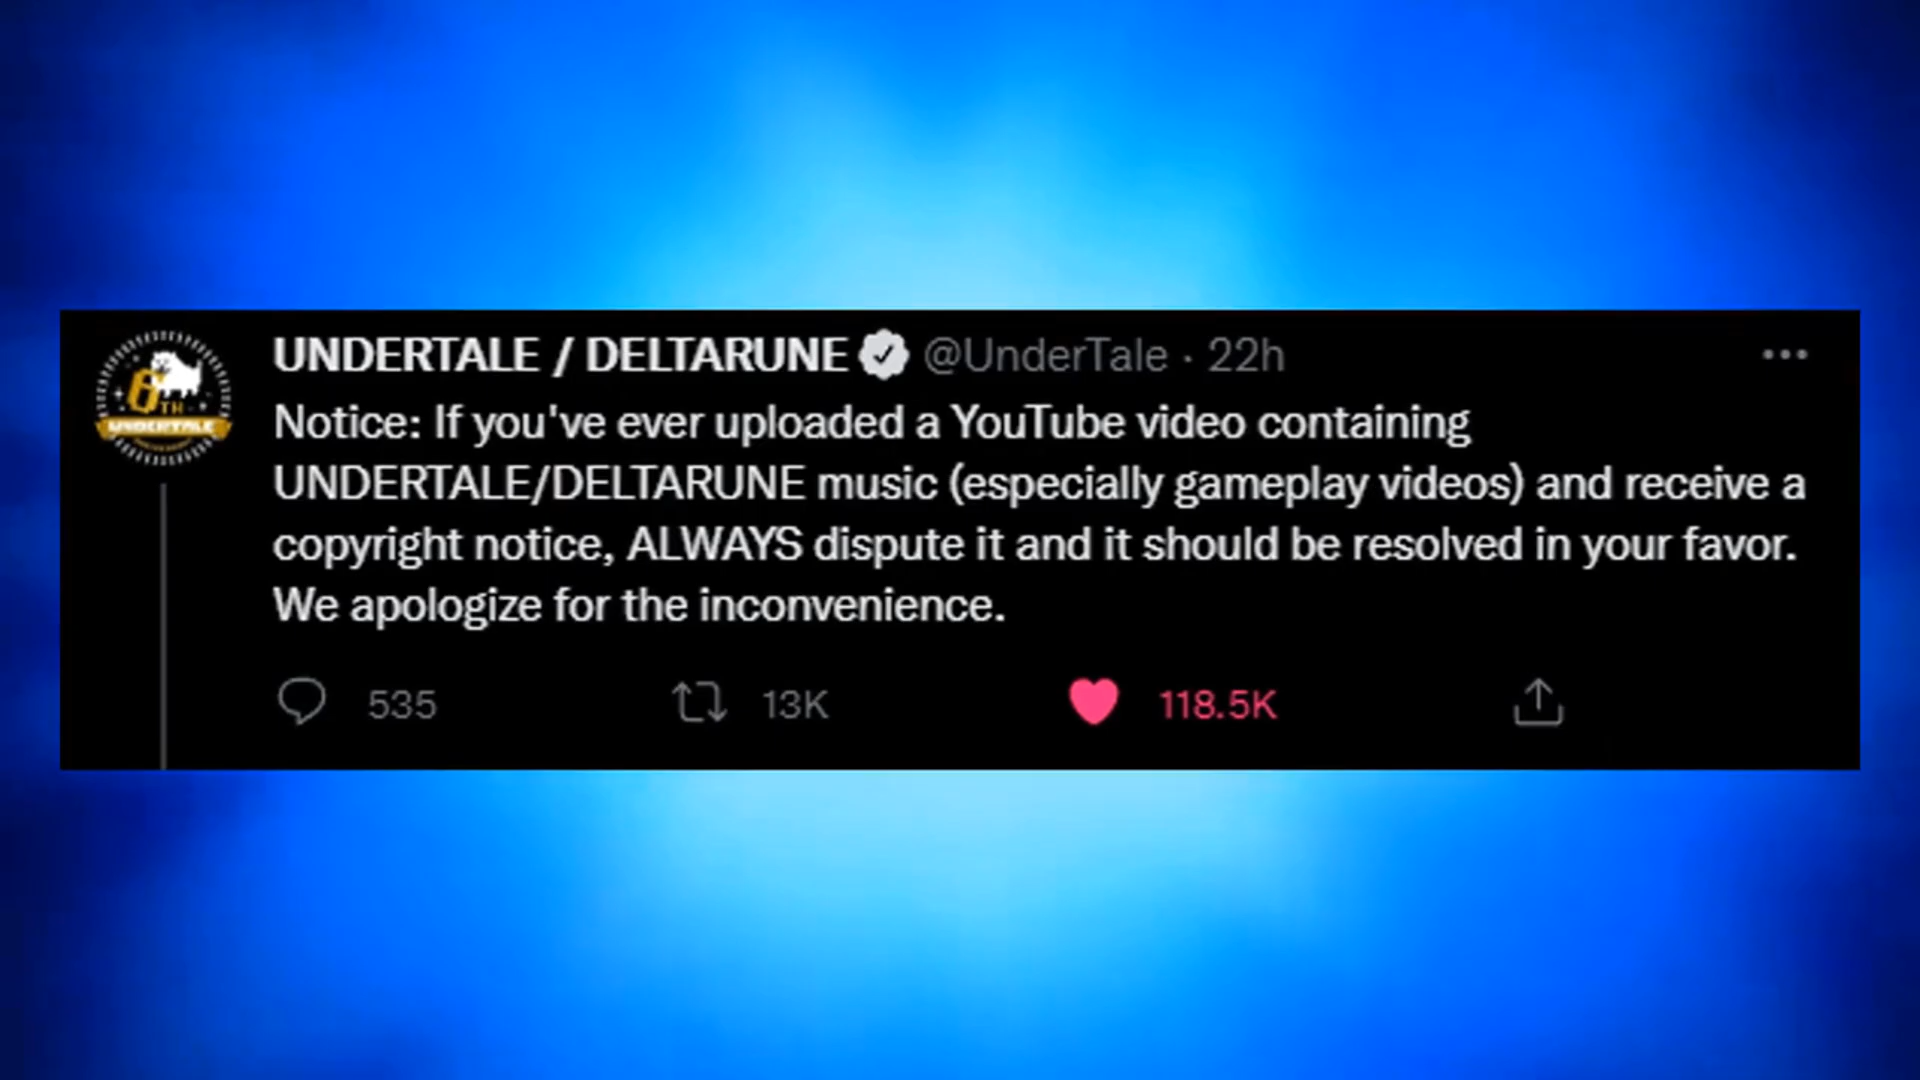 UNDERTALE / DELTARUNE @UnderTale · 22h
6TH
UNDERTALE
Notice: If you've ever uploaded a YouTube video containing
UNDERTALE/DELTARUNE music (especially gameplay videos) and receive a
copyright notice, ALWAYS dispute it and it should be resolved in your favor.
We apologize for the inconvenience.
535 13K 118.5K